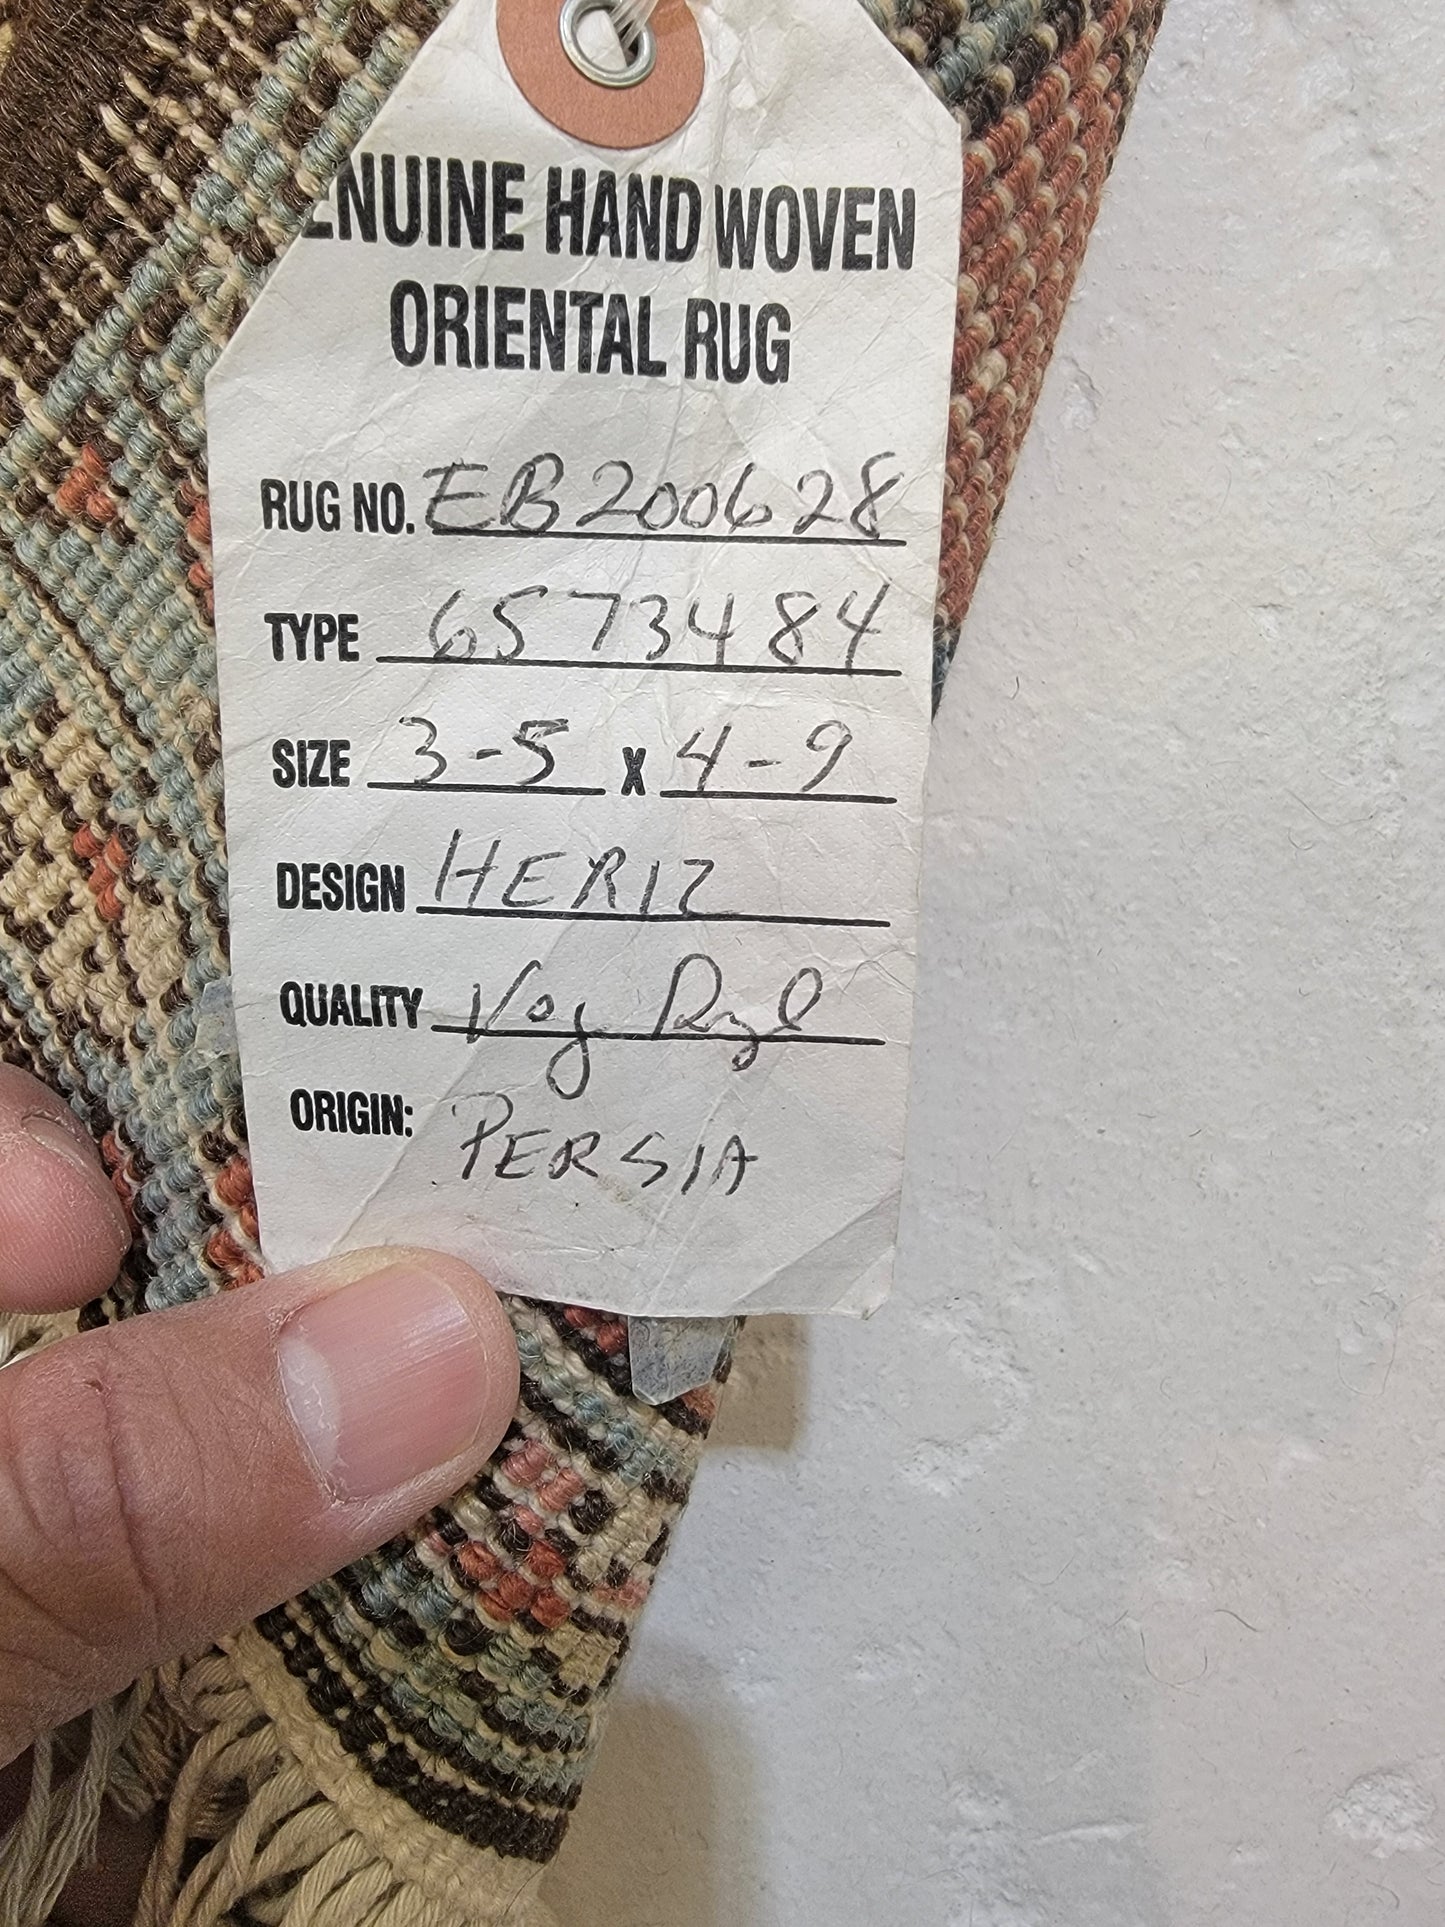 ENUINE HAND WOVEN
ORIENTAL RUG
RUG NO. EB200628
TYPE 6573484
SIZE 3-5 X 4-9
DESIGN HERIZ
QUALITY
ORIGIN: PERSIA